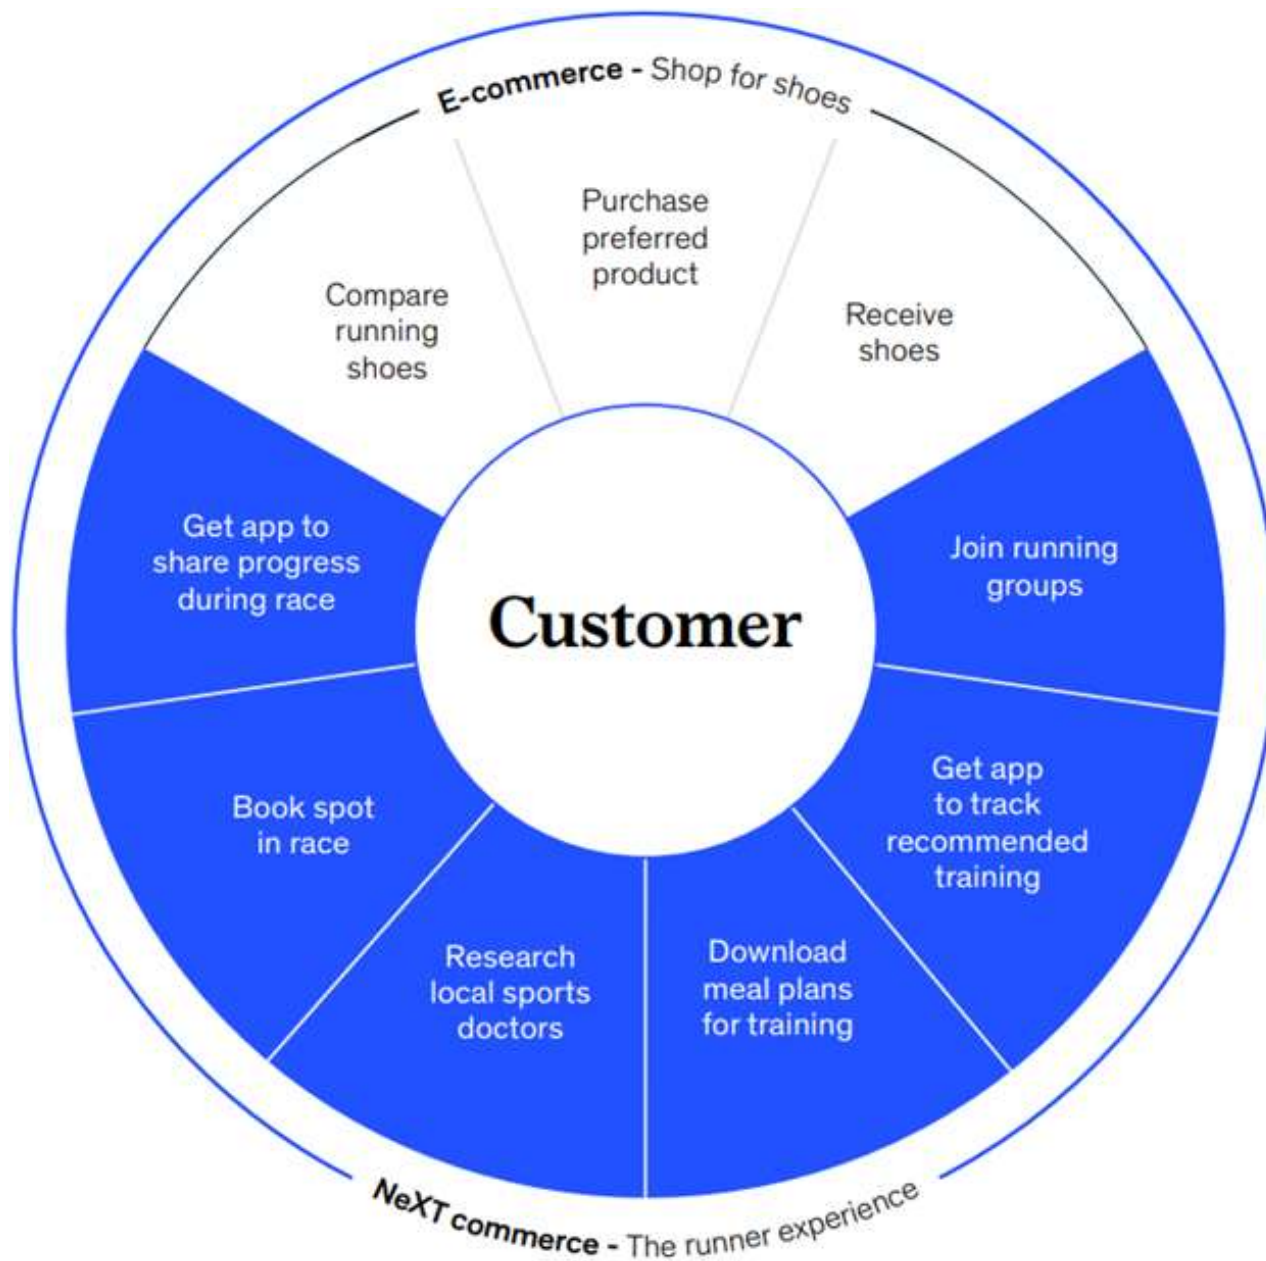 E-commerce - Shop for shoes
Compare
running
shoes
Purchase
preferred
product
Receive
shoes
Join running
groups
Get app
to track
recommended
training
Download
meal plans
for training
Research
local sports
doctors
Book spot
in race
Get app to
share progress
during race
Customer
NeXT commerce - The runner experience